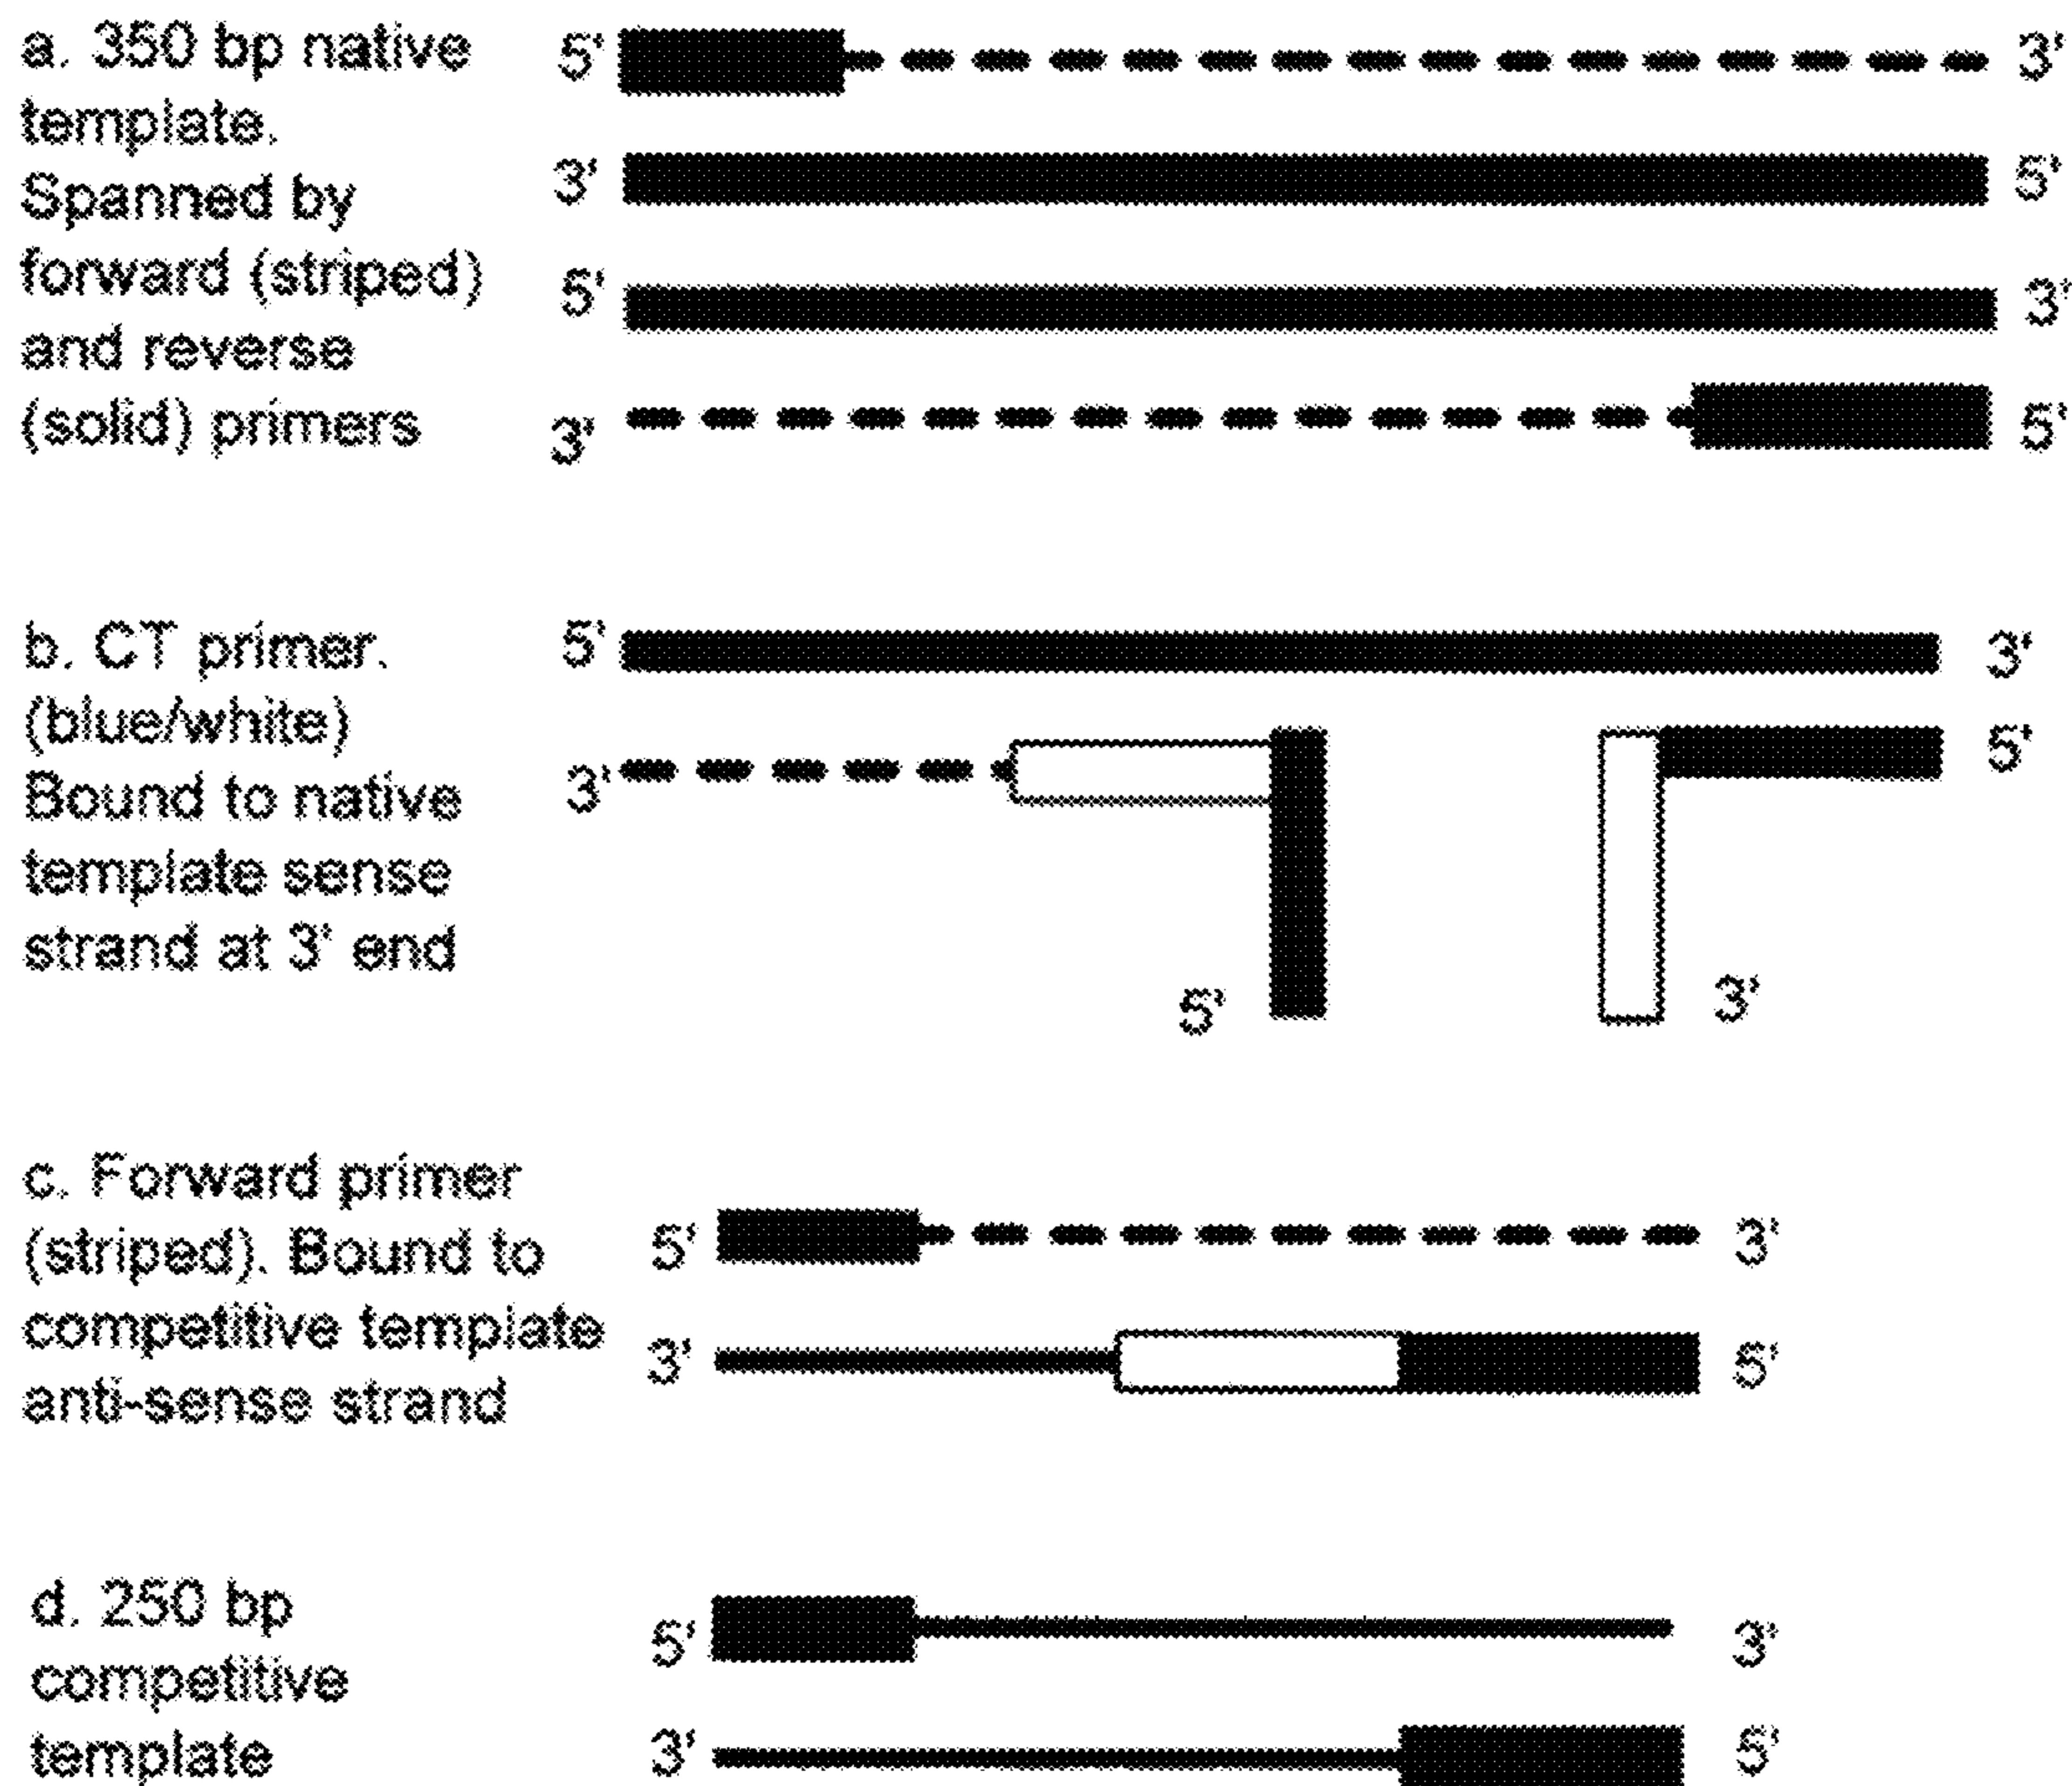 a. 350 bp native 5' 3'
template.
Spanned by 3' 5'
forward (striped) 5' 3'
and reverse
(solid) primers 3' 5'
b. CT primer. 5' 3'
(blue/white) 5'
Bound to native 3'
template sense
strand at 3' end
5' 3'
c. Forward primer
(striped). Bound to 5' 3'
competitive template 3' 5'
anti-sense strand
d. 250 bp 5' 3'
competitive
template 3' 5'